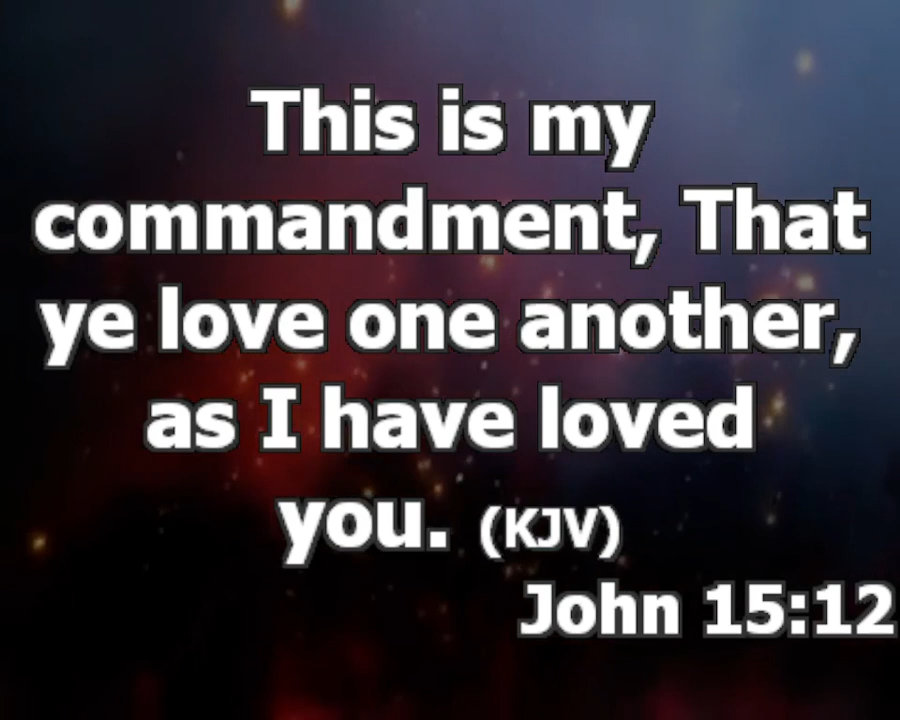 This is my
commandment, That
ye love one another,
as I have loved
you. (KJV)
John 15:12